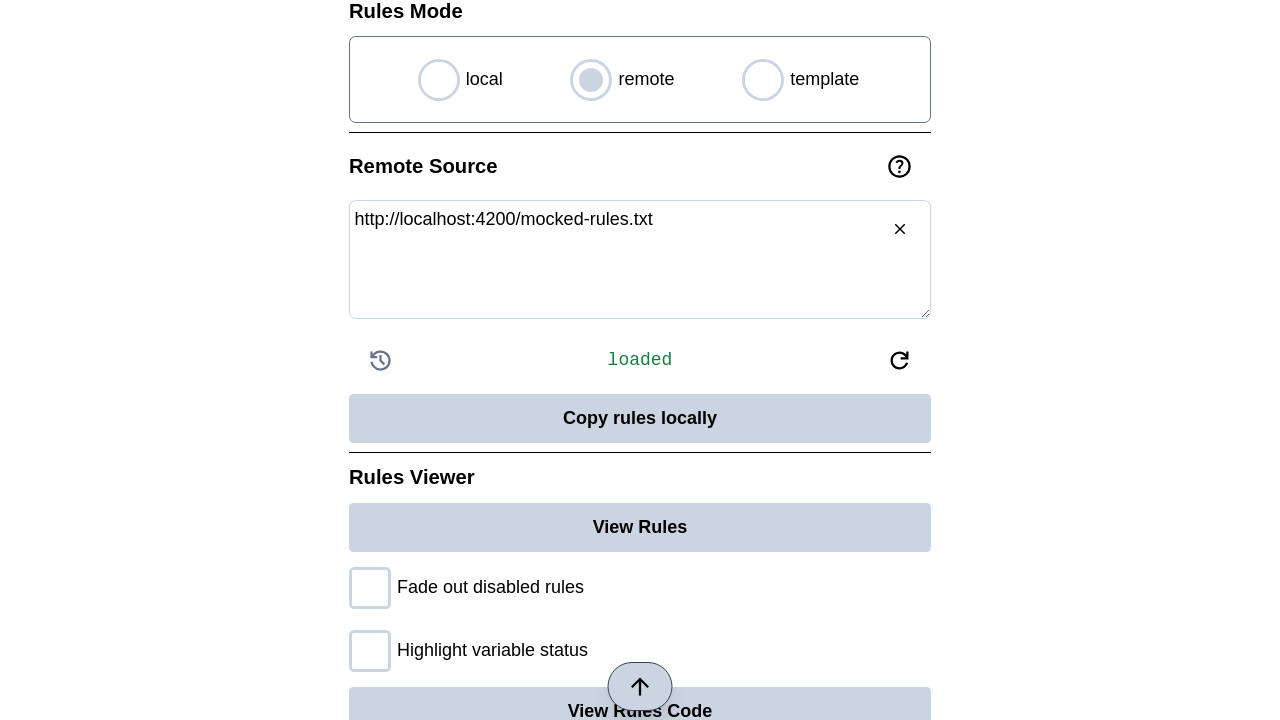 Rules Mode
local
remote
template
Remote Source
http://localhost:4200/mocked-rules.txt
loaded
Copy rules locally
Rules Viewer
View Rules
Fade out disabled rules
Highlight variable status
View Rules Code